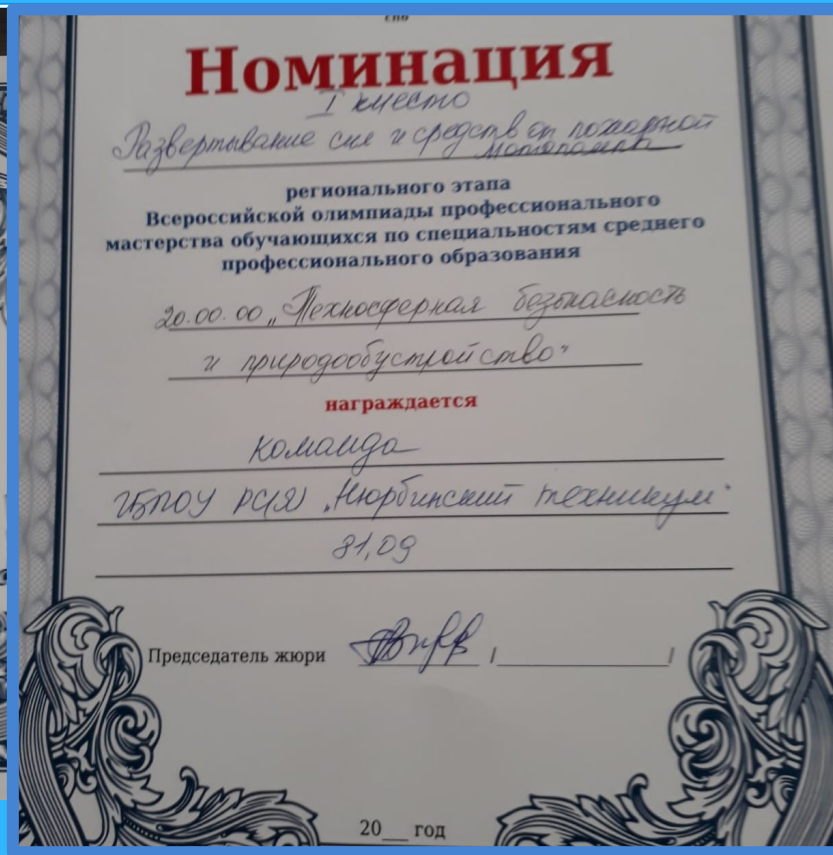 спо
Номинация
I место
Развертывание сил и средств от пожарной
мотопомпы
регионального этапа
Всероссийской олимпиады профессионального
мастерства обучающихся по специальностям среднего
профессионального образования
20.00.00 „Техносферная безопасность
и природообустройство"
награждается
команда
ГБПОУ РС(Я) „Нюрбинский техникум"
81,09
Председатель жюри / /
20__ год